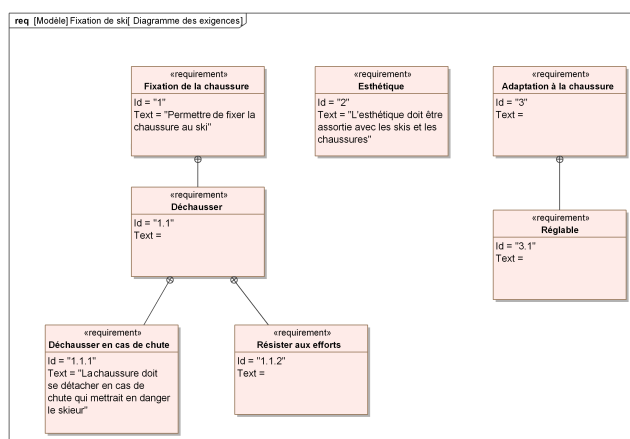 req [Modèle] Fixation de ski[ Diagramme des exigences]
«requirement»
Fixation de la chaussure
Id = "1"
Text = "Permettre de fixer la
chaussure au ski"
«requirement»
Esthétique
Id = "2"
Text = "L'esthétique doit être
assortie avec les skis et les
chaussures"
«requirement»
Adaptation à la chaussure
Id = "3"
Text =
«requirement»
Déchausser
Id = "1.1"
Text =
«requirement»
Réglable
Id = "3.1"
Text =
«requirement»
Déchausser en cas de chute
Id = "1.1.1"
Text = "La chaussure doit
se détacher en cas de
chute qui mettrait en danger
le skieur"
«requirement»
Résister aux efforts
Id = "1.1.2"
Text =